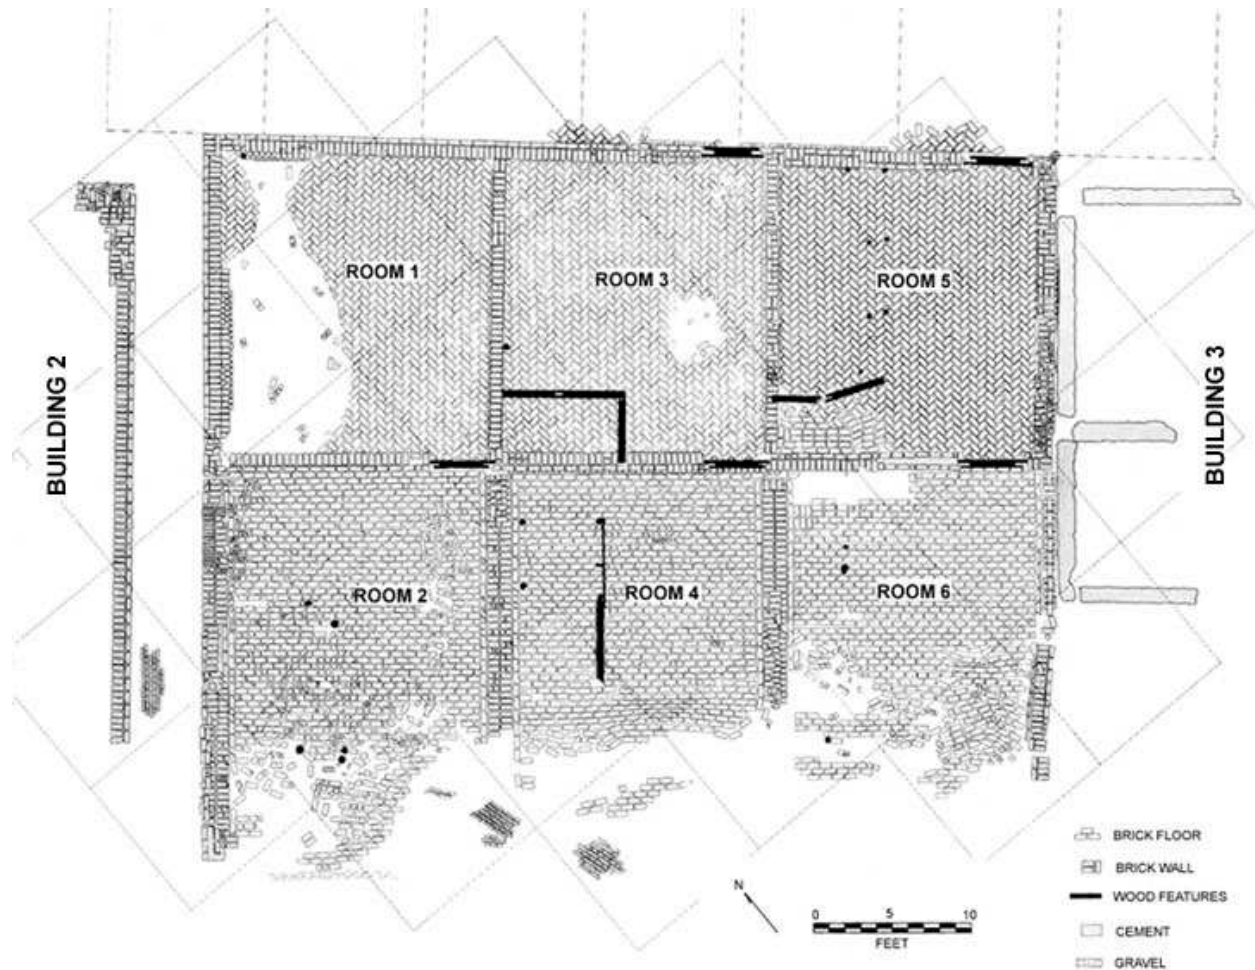 ROOM 1
ROOM 3
ROOM 5
BUILDING 2
BUILDING 3
ROOM 2
ROOM 4
ROOM 6
BRICK FLOOR
BRICK WALL
WOOD FEATURES
CEMENT
GRAVEL
N
0 5 10
FEET